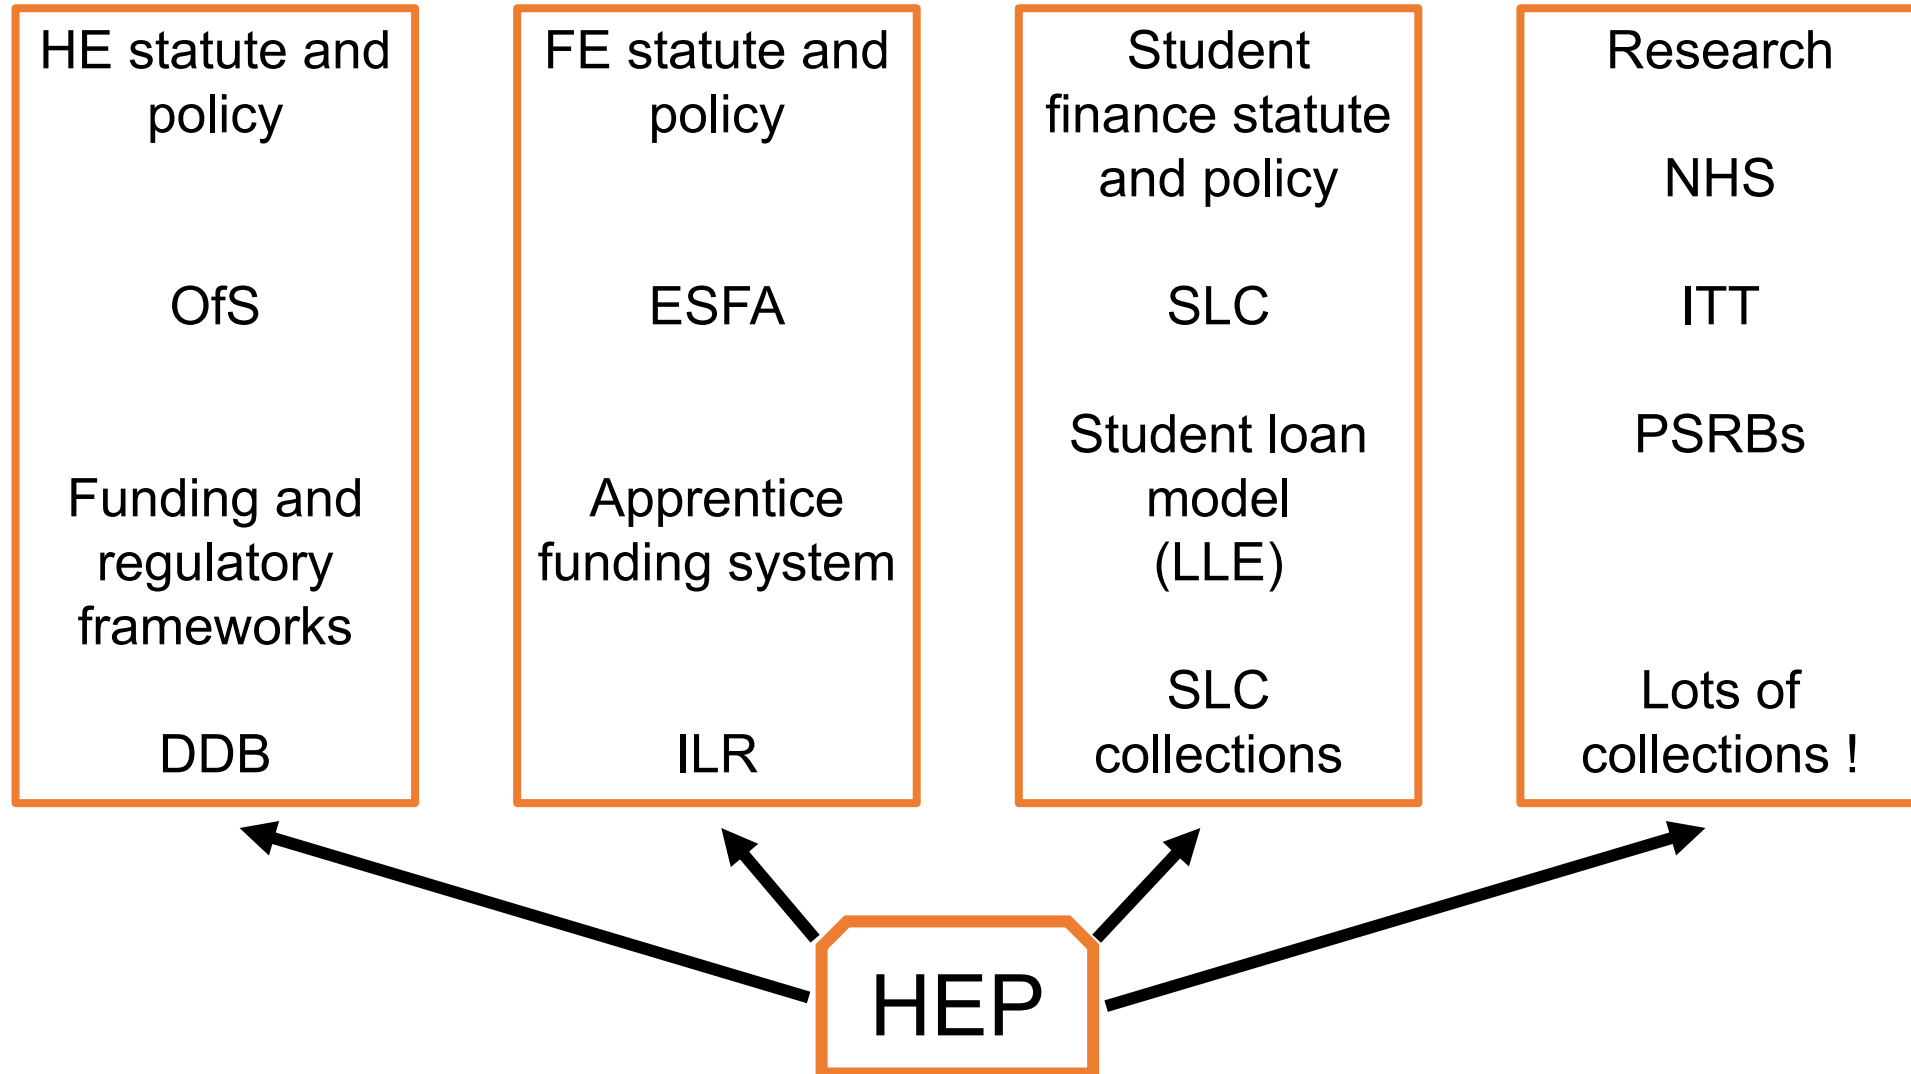 HE statute and
policy
OfS
Funding and
regulatory
frameworks
DDB
FE statute and
policy
ESFA
Apprentice
funding system
ILR
Student
finance statute
and policy
SLC
Student loan
model
(LLE)
SLC
collections
Research
NHS
ITT
PSRBs
Lots of
collections !
HEP